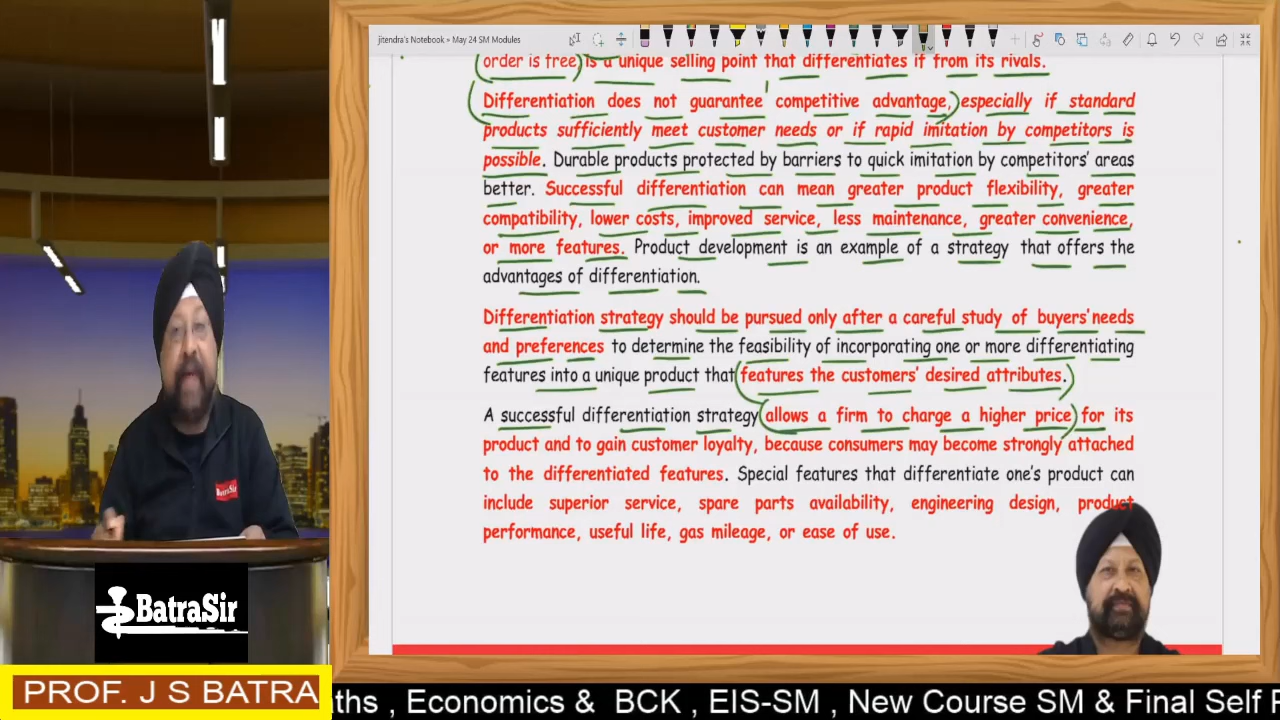 jitendra's Notebook » May 24 SM Modules
order is free) is a unique selling point that differentiates if from its rivals.
(Differentiation does not guarantee competitive advantage,) especially if standard
products sufficiently meet customer needs or if rapid imitation by competitors is
possible. Durable products protected by barriers to quick imitation by competitors' areas
better. Successful differentiation can mean greater product flexibility, greater
compatibility, lower costs, improved service, less maintenance, greater convenience,
or more features. Product development is an example of a strategy that offers the
advantages of differentiation.
Differentiation strategy should be pursued only after a careful study of buyers' needs
and preferences to determine the feasibility of incorporating one or more differentiating
features into a unique product that (features the customers' desired attributes.)
A successful differentiation strategy (allows a firm to charge a higher price) for its
product and to gain customer loyalty, because consumers may become strongly attached
to the differentiated features. Special features that differentiate one's product can
include superior service, spare parts availability, engineering design, product
performance, useful life, gas mileage, or ease of use.
BatraSir
BatraSir
PROF. J S BATRA
ths , Economics & BCK , EIS-SM , New Course SM & Final Self P